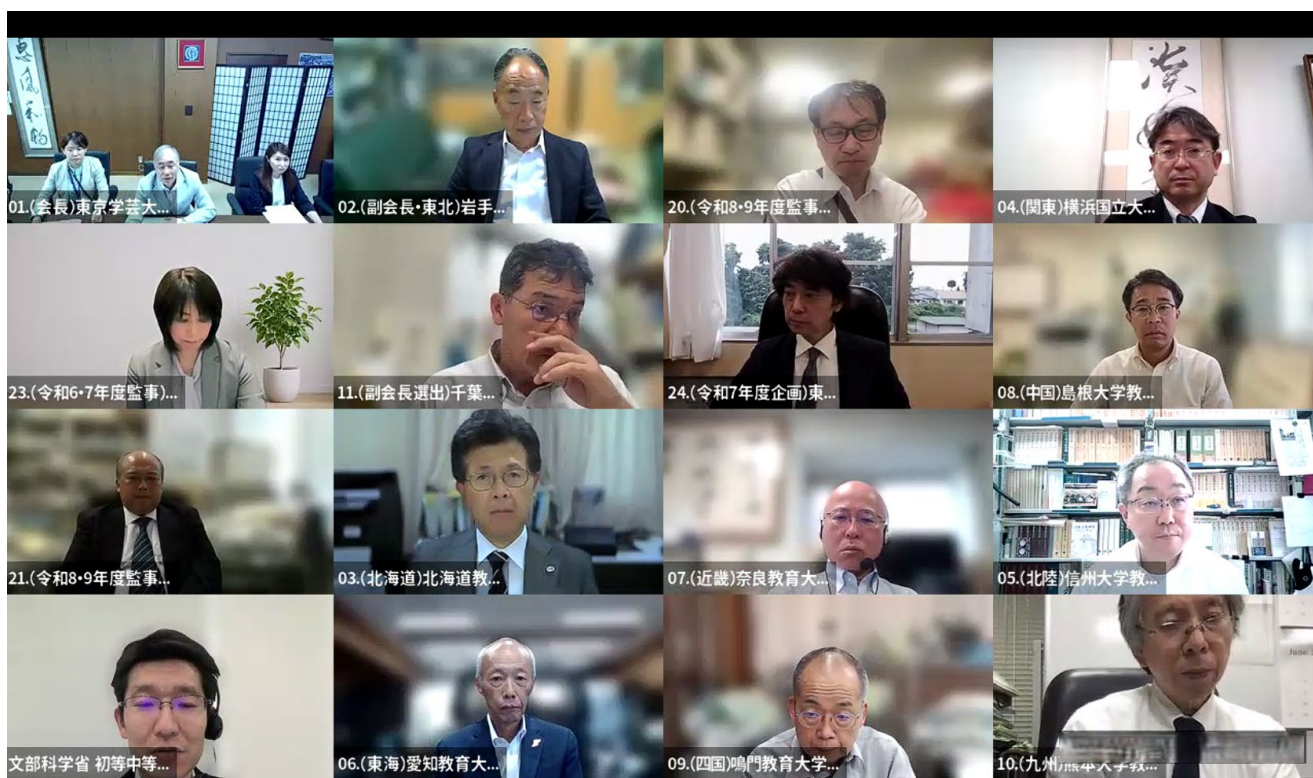 01.(会長)東京学芸大...
02.(副会長・東北)岩手...
20.(令和8・9年度監事...
04.(関東)横浜国立大...
23.(令和6・7年度監事)...
11.(副会長選出)千葉...
24.(令和7年度企画)東...
08.(中国)島根大学教...
21.(令和8・9年度監事...
03.(北海道)北海道教...
07.(近畿)奈良教育大...
05.(北陸)信州大学教...
文部科学省 初等中等...
06.(東海)愛知教育大...
09.(四国)鳴門教育大学...
10.(九州)熊本大学教...
June